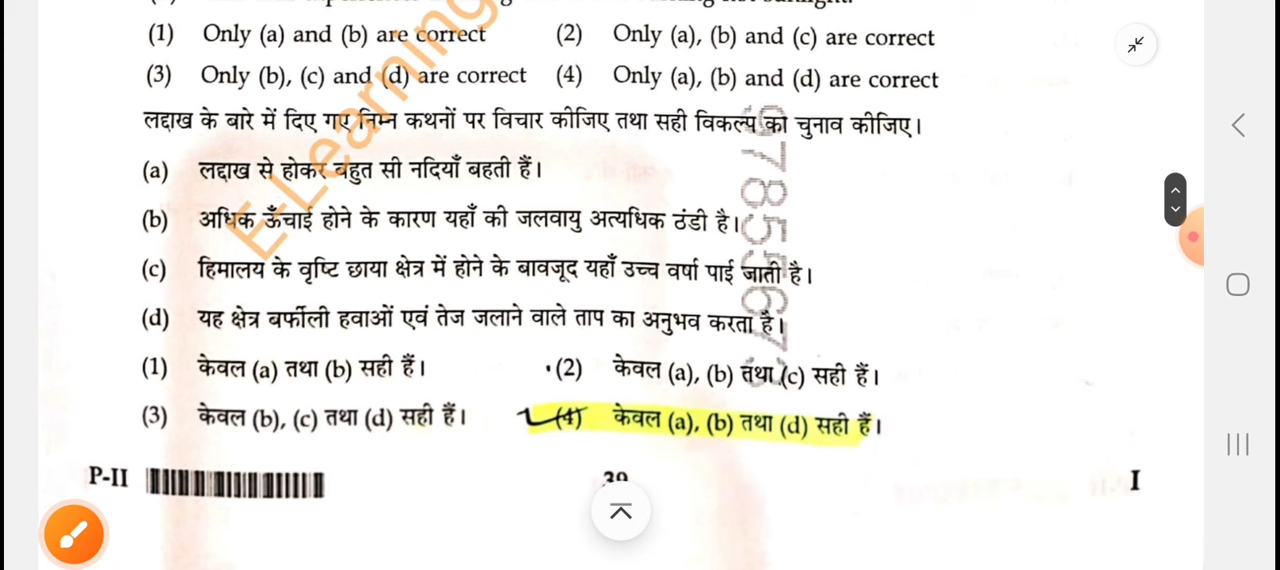 (1) Only (a) and (b) are correct (2) Only (a), (b) and (c) are correct
(3) Only (b), (c) and (d) are correct (4) Only (a), (b) and (d) are correct
लद्दाख के बारे में दिए गए निम्न कथनों पर विचार कीजिए तथा सही विकल्प का चुनाव कीजिए।
(a) लद्दाख से होकर बहुत सी नदियाँ बहती हैं।
(b) अधिक ऊँचाई होने के कारण यहाँ की जलवायु अत्यधिक ठंडी है।
(c) हिमालय के वृष्टि छाया क्षेत्र में होने के बावजूद यहाँ उच्च वर्षा पाई जाती है।
(d) यह क्षेत्र बर्फीली हवाओं एवं तेज जलाने वाले ताप का अनुभव करता है।
(1) केवल (a) तथा (b) सही हैं। (2) केवल (a), (b) तथा (c) सही हैं।
(3) केवल (b), (c) तथा (d) सही हैं। (4) केवल (a), (b) तथा (d) सही हैं।
P-II I
E-Learning